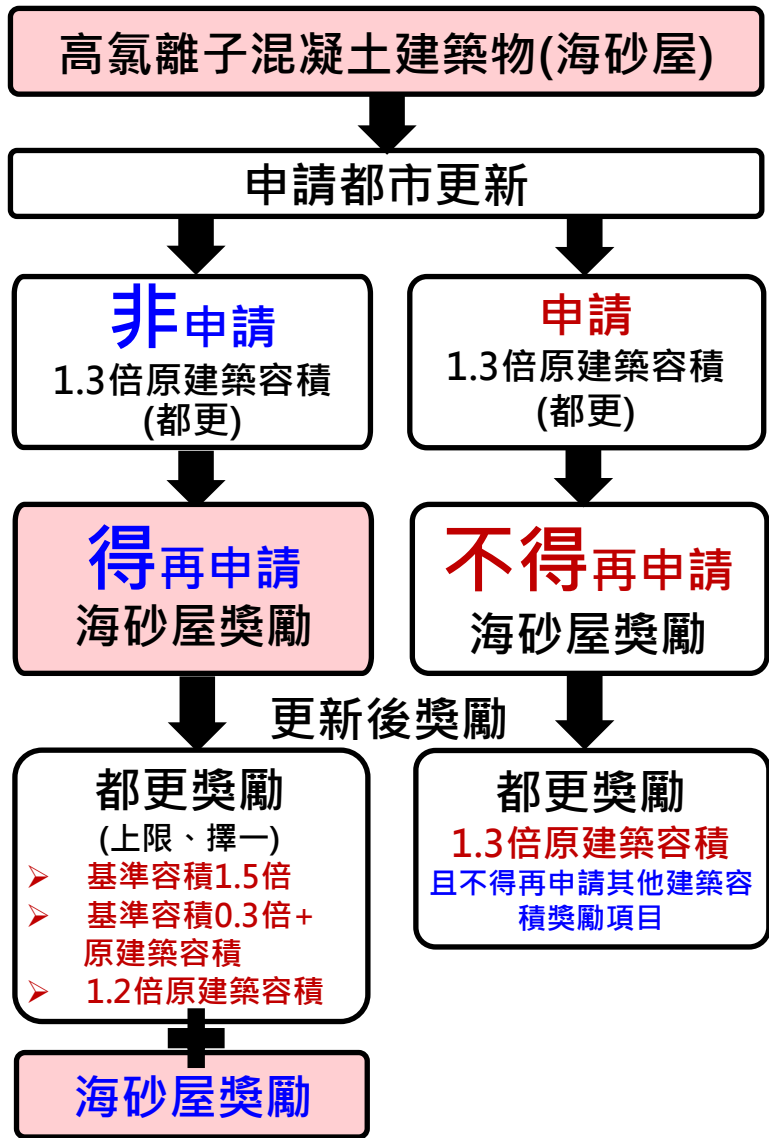 高氯離子混凝土建築物(海砂屋)
申請都市更新
非申請
1.3倍原建築容積
(都更)
申請
1.3倍原建築容積
(都更)
得再申請
海砂屋獎勵
不得再申請
海砂屋獎勵
更新後獎勵
都更獎勵
(上限、擇一)
➢ 基準容積1.5倍
➢ 基準容積0.3倍+
原建築容積
➢ 1.2倍原建築容積
海砂屋獎勵
都更獎勵
1.3倍原建築容積
且不得再申請其他建築容
積獎勵項目